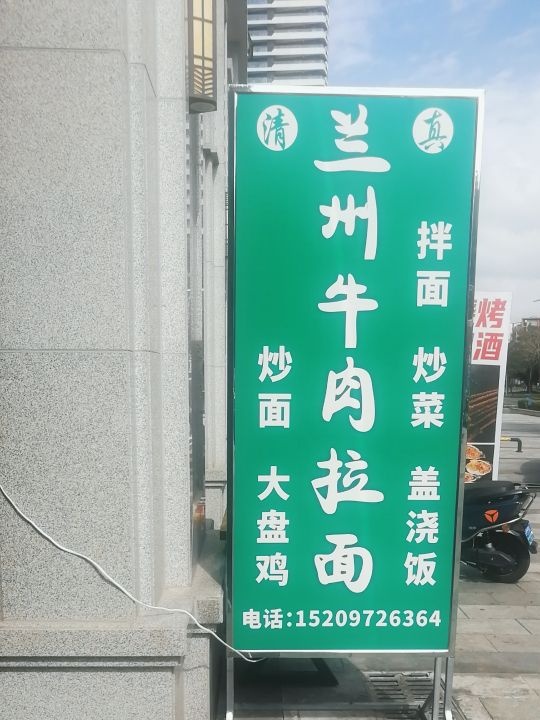 清真
兰州牛肉拉面
拌面 炒菜 盖浇饭
炒面 大盘鸡
电话:15209726364
烤
酒